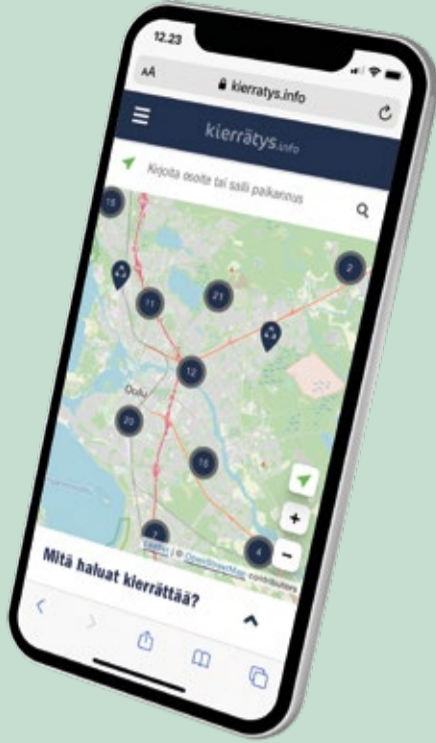 12.23
AA kierratys.info
kierrätys.info
Kirjoita osoite tai salli paikannus
16
2
21
11
12
Oulu
20
15
7
4
+
−
Leaflet | © OpenStreetMap contributors
Mitä haluat kierrättää?